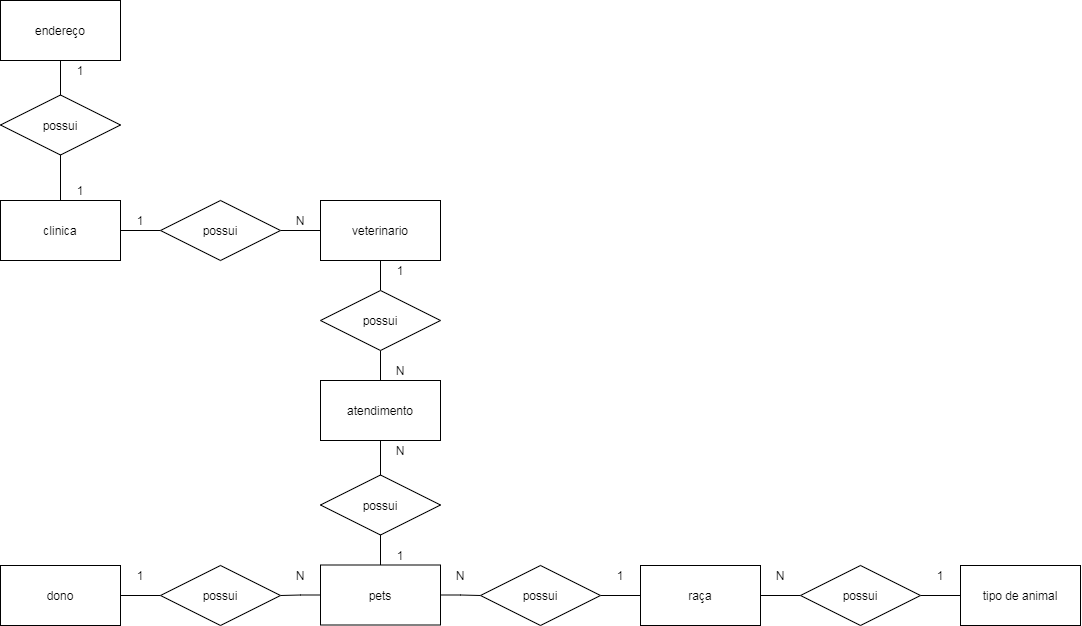 endereço
1
possui
1
clinica
1
possui
N
veterinario
1
possui
N
atendimento
N
possui
1
dono
1
possui
N
pets
N
possui
1
raça
N
possui
1
tipo de animal